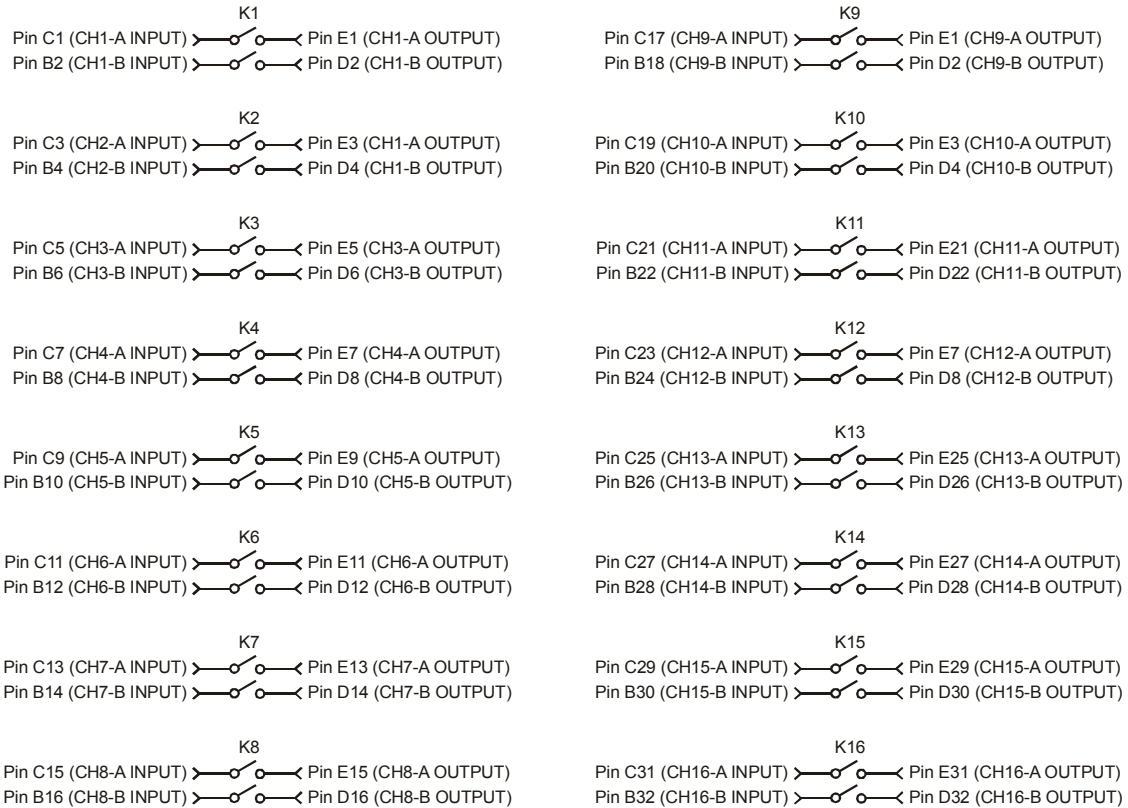 K1
Pin C1 (CH1-A INPUT) Pin E1 (CH1-A OUTPUT)
Pin B2 (CH1-B INPUT) Pin D2 (CH1-B OUTPUT)
K2
Pin C3 (CH2-A INPUT) Pin E3 (CH1-A OUTPUT)
Pin B4 (CH2-B INPUT) Pin D4 (CH1-B OUTPUT)
K3
Pin C5 (CH3-A INPUT) Pin E5 (CH3-A OUTPUT)
Pin B6 (CH3-B INPUT) Pin D6 (CH3-B OUTPUT)
K4
Pin C7 (CH4-A INPUT) Pin E7 (CH4-A OUTPUT)
Pin B8 (CH4-B INPUT) Pin D8 (CH4-B OUTPUT)
K5
Pin C9 (CH5-A INPUT) Pin E9 (CH5-A OUTPUT)
Pin B10 (CH5-B INPUT) Pin D10 (CH5-B OUTPUT)
K6
Pin C11 (CH6-A INPUT) Pin E11 (CH6-A OUTPUT)
Pin B12 (CH6-B INPUT) Pin D12 (CH6-B OUTPUT)
K7
Pin C13 (CH7-A INPUT) Pin E13 (CH7-A OUTPUT)
Pin B14 (CH7-B INPUT) Pin D14 (CH7-B OUTPUT)
K8
Pin C15 (CH8-A INPUT) Pin E15 (CH8-A OUTPUT)
Pin B16 (CH8-B INPUT) Pin D16 (CH8-B OUTPUT)
K9
Pin C17 (CH9-A INPUT) Pin E1 (CH9-A OUTPUT)
Pin B18 (CH9-B INPUT) Pin D2 (CH9-B OUTPUT)
K10
Pin C19 (CH10-A INPUT) Pin E3 (CH10-A OUTPUT)
Pin B20 (CH10-B INPUT) Pin D4 (CH10-B OUTPUT)
K11
Pin C21 (CH11-A INPUT) Pin E21 (CH11-A OUTPUT)
Pin B22 (CH11-B INPUT) Pin D22 (CH11-B OUTPUT)
K12
Pin C23 (CH12-A INPUT) Pin E7 (CH12-A OUTPUT)
Pin B24 (CH12-B INPUT) Pin D8 (CH12-B OUTPUT)
K13
Pin C25 (CH13-A INPUT) Pin E25 (CH13-A OUTPUT)
Pin B26 (CH13-B INPUT) Pin D26 (CH13-B OUTPUT)
K14
Pin C27 (CH14-A INPUT) Pin E27 (CH14-A OUTPUT)
Pin B28 (CH14-B INPUT) Pin D28 (CH14-B OUTPUT)
K15
Pin C29 (CH15-A INPUT) Pin E29 (CH15-A OUTPUT)
Pin B30 (CH15-B INPUT) Pin D30 (CH15-B OUTPUT)
K16
Pin C31 (CH16-A INPUT) Pin E31 (CH16-A OUTPUT)
Pin B32 (CH16-B INPUT) Pin D32 (CH16-B OUTPUT)